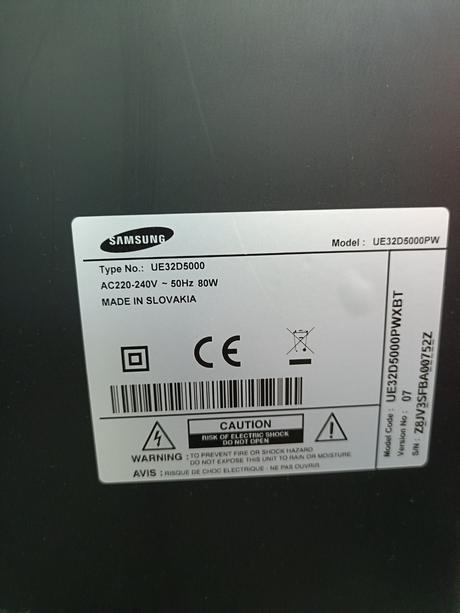 SAMSUNG
Model : UE32D5000PW
Type No.: UE32D5000
AC220-240V ~ 50Hz 80W
MADE IN SLOVAKIA
CE
CAUTION
RISK OF ELECTRIC SHOCK
DO NOT OPEN
WARNING : TO PREVENT FIRE OR SHOCK HAZARD.
DO NOT EXPOSE THIS UNIT TO RAIN OR MOISTURE.
AVIS : RISQUE DE CHOC ELECTRIQUE - NE PAS OUVRIR
Model Code : UE32D5000PWXBT
Version No : 07
S/N : Z8JV3SFBA00752Z